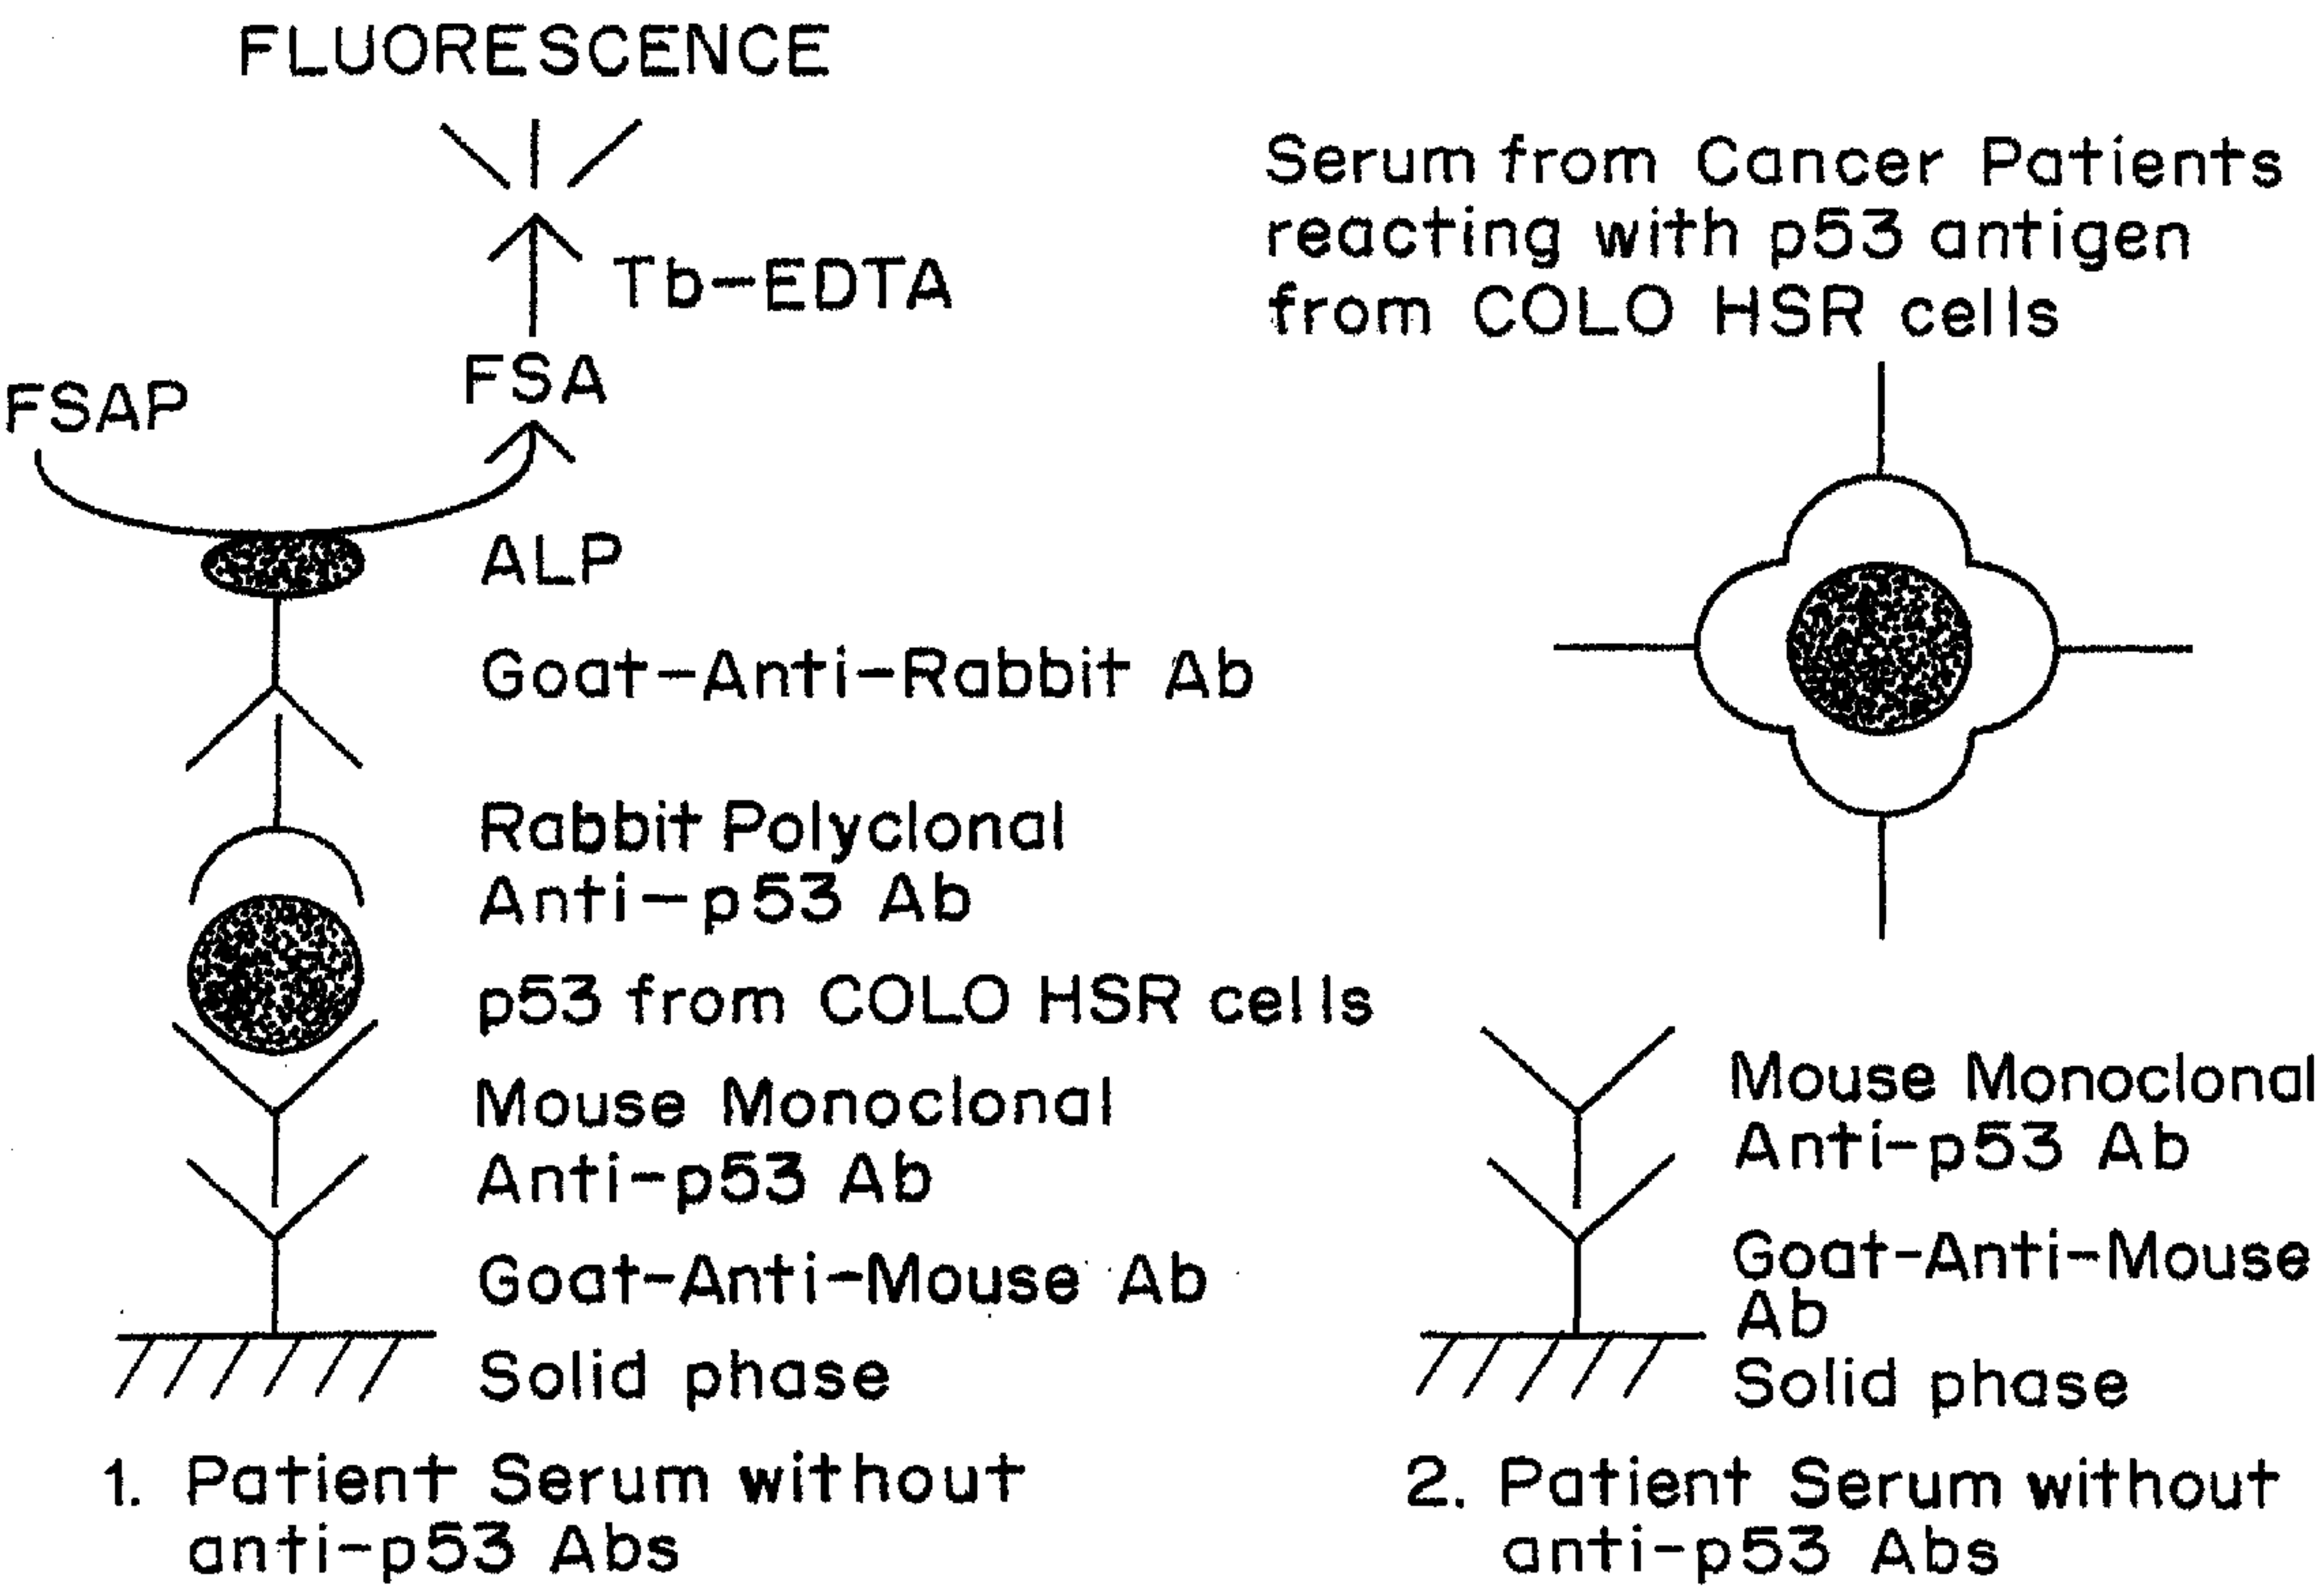 FLUORESCENCE
Tb-EDTA
FSA
FSAP
ALP
Goat-Anti-Rabbit Ab
Rabbit Polyclonal
Anti-p53 Ab
p53 from COLO HSR cells
Mouse Monoclonal
Anti-p53 Ab
Goat-Anti-Mouse Ab
Solid phase
1. Patient Serum without
anti-p53 Abs
Serum from Cancer Patients
reacting with p53 antigen
from COLO HSR cells
Mouse Monoclonal
Anti-p53 Ab
Goat-Anti-Mouse
Ab
Solid phase
2. Patient Serum without
anti-p53 Abs